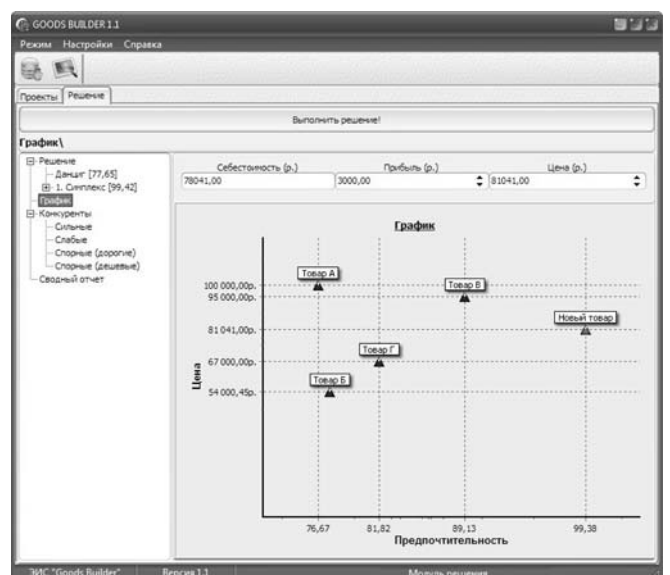 GOODS BUILDER 1.1
Режим Настройки Справка
Проекты Решение
Выполнить решение!
График\
Решение
Данциг [77,65]
1. Симплекс [99,42]
График
Конкуренты
Сильные
Слабые
Спорные (дорогие)
Спорные (дешевые)
Сводный отчет
Себестоимость (р.) Прибыль (р.) Цена (р.)
78041,00 3000,00 81041,00
График
Товар А Товар В
100 000,00р.
95 000,00р.
Новый товар
81 041,00р.
Товар Г
67 000,00р.
Товар Б
54 000,45р.
Цена
76,67 81,82 89,13 99,38
Предпочтительность
ЭИС "Goods Builder" Версия 1.1 Модуль решения